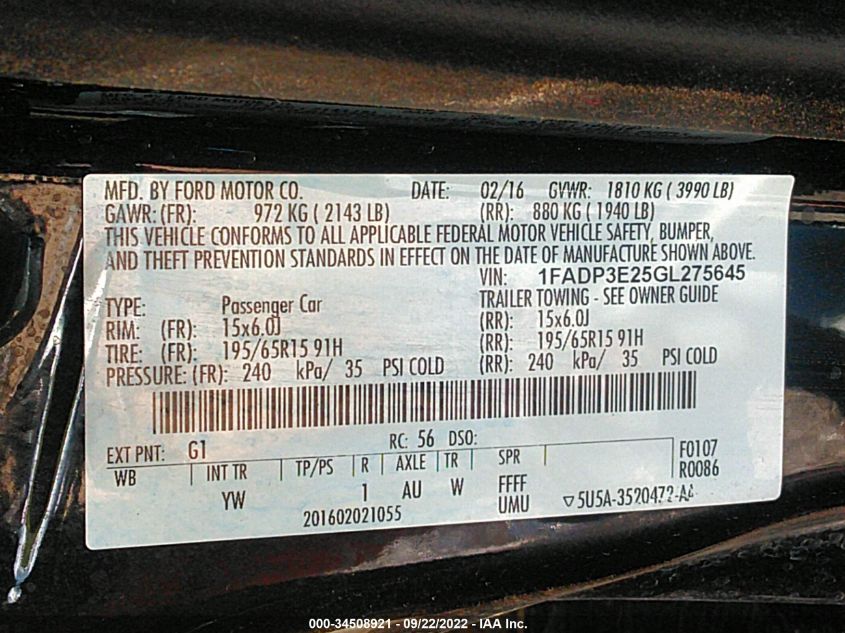 MFD. BY FORD MOTOR CO. DATE: 02/16 GVWR: 1810 KG ( 3990 LB)
GAWR: (FR): 972 KG ( 2143 LB) (RR): 880 KG ( 1940 LB)
THIS VEHICLE CONFORMS TO ALL APPLICABLE FEDERAL MOTOR VEHICLE SAFETY, BUMPER,
AND THEFT PREVENTION STANDARDS IN EFFECT ON THE DATE OF MANUFACTURE SHOWN ABOVE.
VIN: 1FADP3E25GL275645
TYPE: Passenger Car TRAILER TOWING - SEE OWNER GUIDE
RIM: (FR): 15x6.0J (RR): 15x6.0J
TIRE: (FR): 195/65R15 91H (RR): 195/65R15 91H
PRESSURE: (FR): 240 kPa/ 35 PSI COLD (RR): 240 kPa/ 35 PSI COLD
EXT PNT: G1 RC: 56 DSO: F0107
WB INT TR TP/PS R AXLE TR SPR R0086
YW 1 AU W FFFF
201602021055 UMU ▽5U5A-3520472-AA
000-34508921 - 09/22/2022 - IAA Inc.